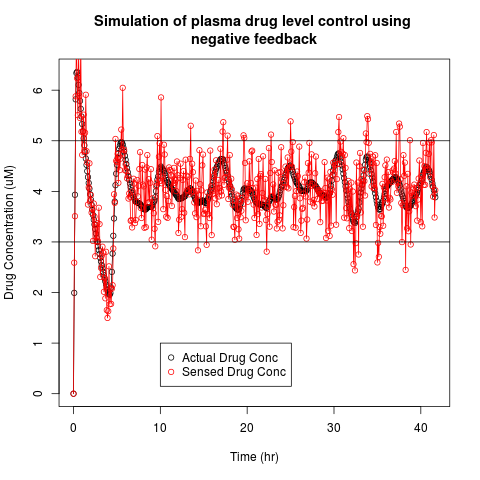 Simulation of plasma drug level control using
negative feedback
Drug Concentration (uM)
6
5
4
3
2
1
0
Actual Drug Conc
Sensed Drug Conc
0 10 20 30 40
Time (hr)